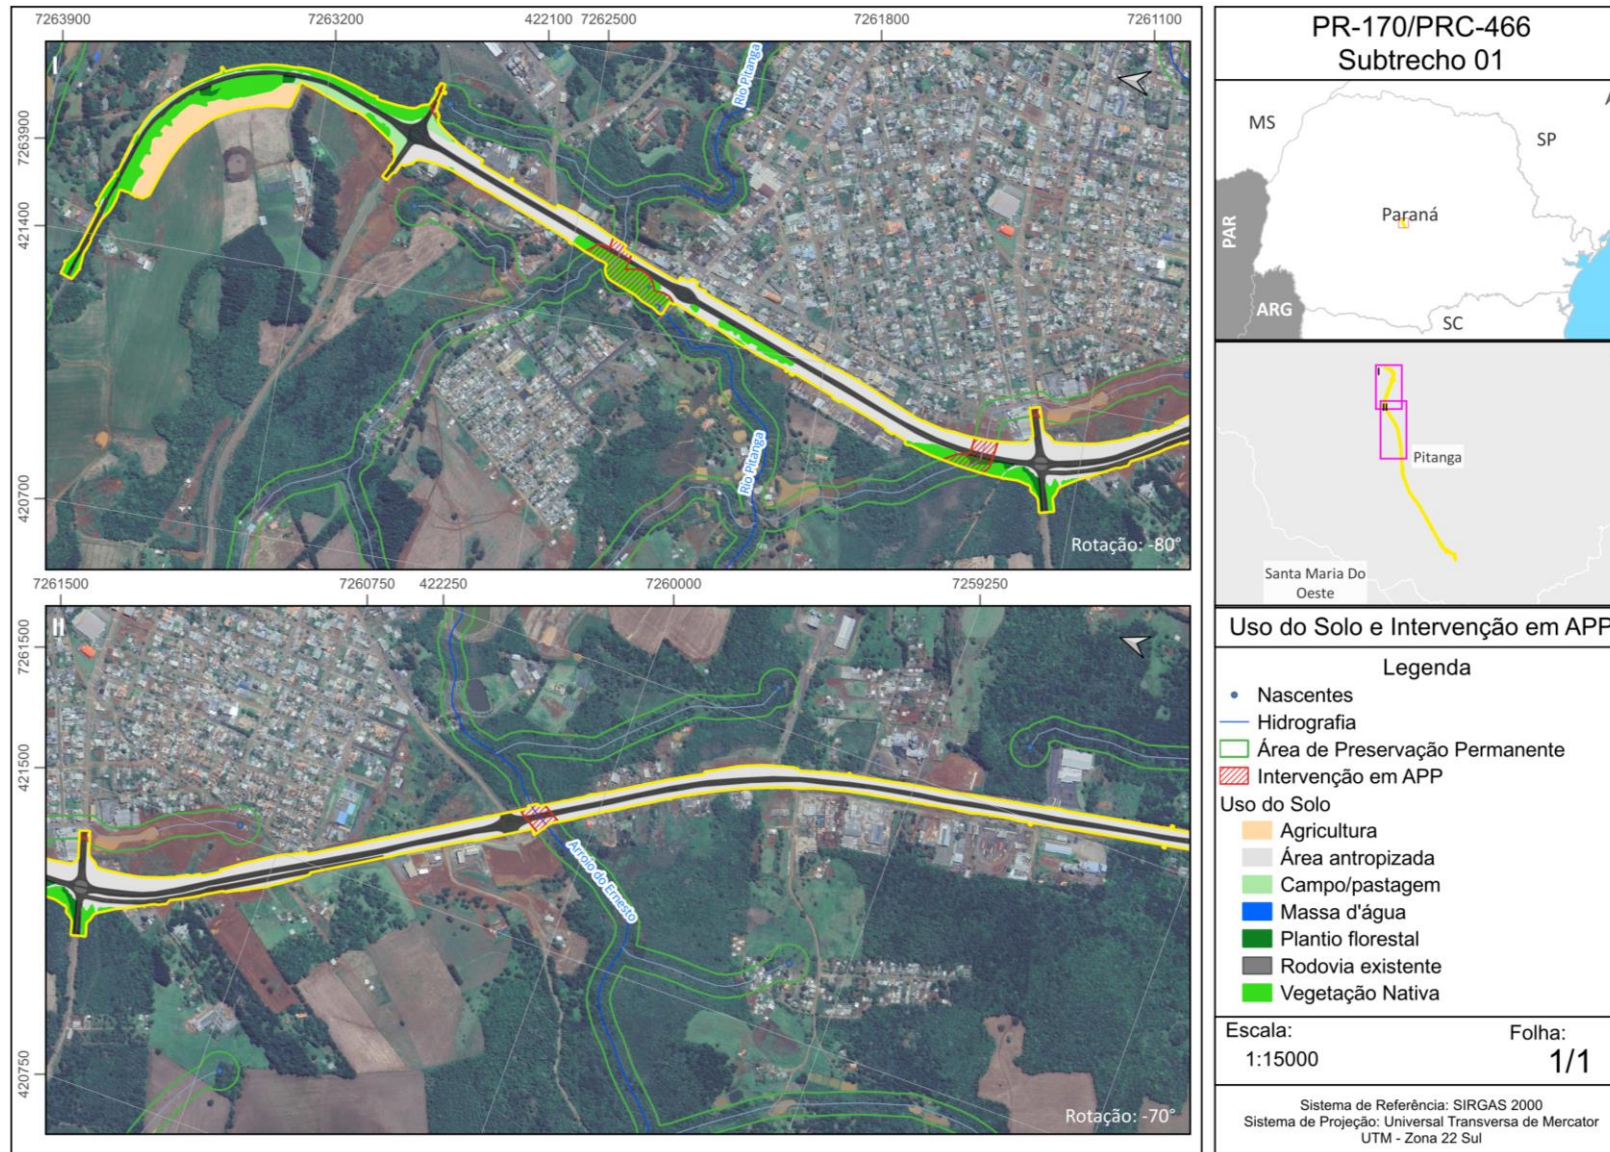 7263900
7263200
422100
7262500
7261800
7261100
I
7263900
421400
420700
Rio Pitanga
Rio Pitanga
Rotação: -80°
7261500
7260750
422250
7260000
7259250
II
7261500
421500
420750
Arroio do Ernesto
Rotação: -70°
PR-170/PRC-466
Subtrecho 01
MS
SP
Paraná
PAR
ARG
SC
I
II
Pitanga
Santa Maria Do
Oeste
Uso do Solo e Intervenção em APP
Legenda
Nascentes
Hidrografia
Área de Preservação Permanente
Intervenção em APP
Uso do Solo
Agricultura
Área antropizada
Campo/pastagem
Massa d'água
Plantio florestal
Rodovia existente
Vegetação Nativa
Escala:
1:15000
Folha:
1/1
Sistema de Referência: SIRGAS 2000
Sistema de Projeção: Universal Transversa de Mercator
UTM - Zona 22 Sul